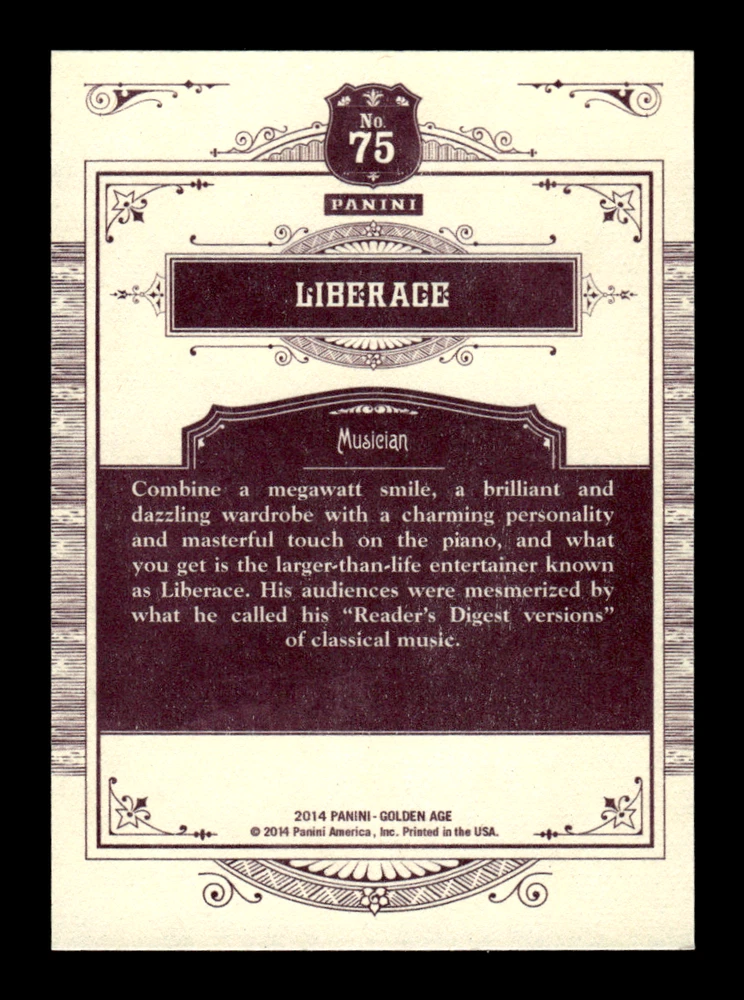 No.
75
PANINI
LIBERACE
Musician
Combine a megawatt smile, a brilliant and
dazzling wardrobe with a charming personality
and masterful touch on the piano, and what
you get is the larger-than-life entertainer known
as Liberace. His audiences were mesmerized by
what he called his “Reader’s Digest versions”
of classical music.
2014 PANINI - GOLDEN AGE
© 2014 Panini America, Inc. Printed in the USA.